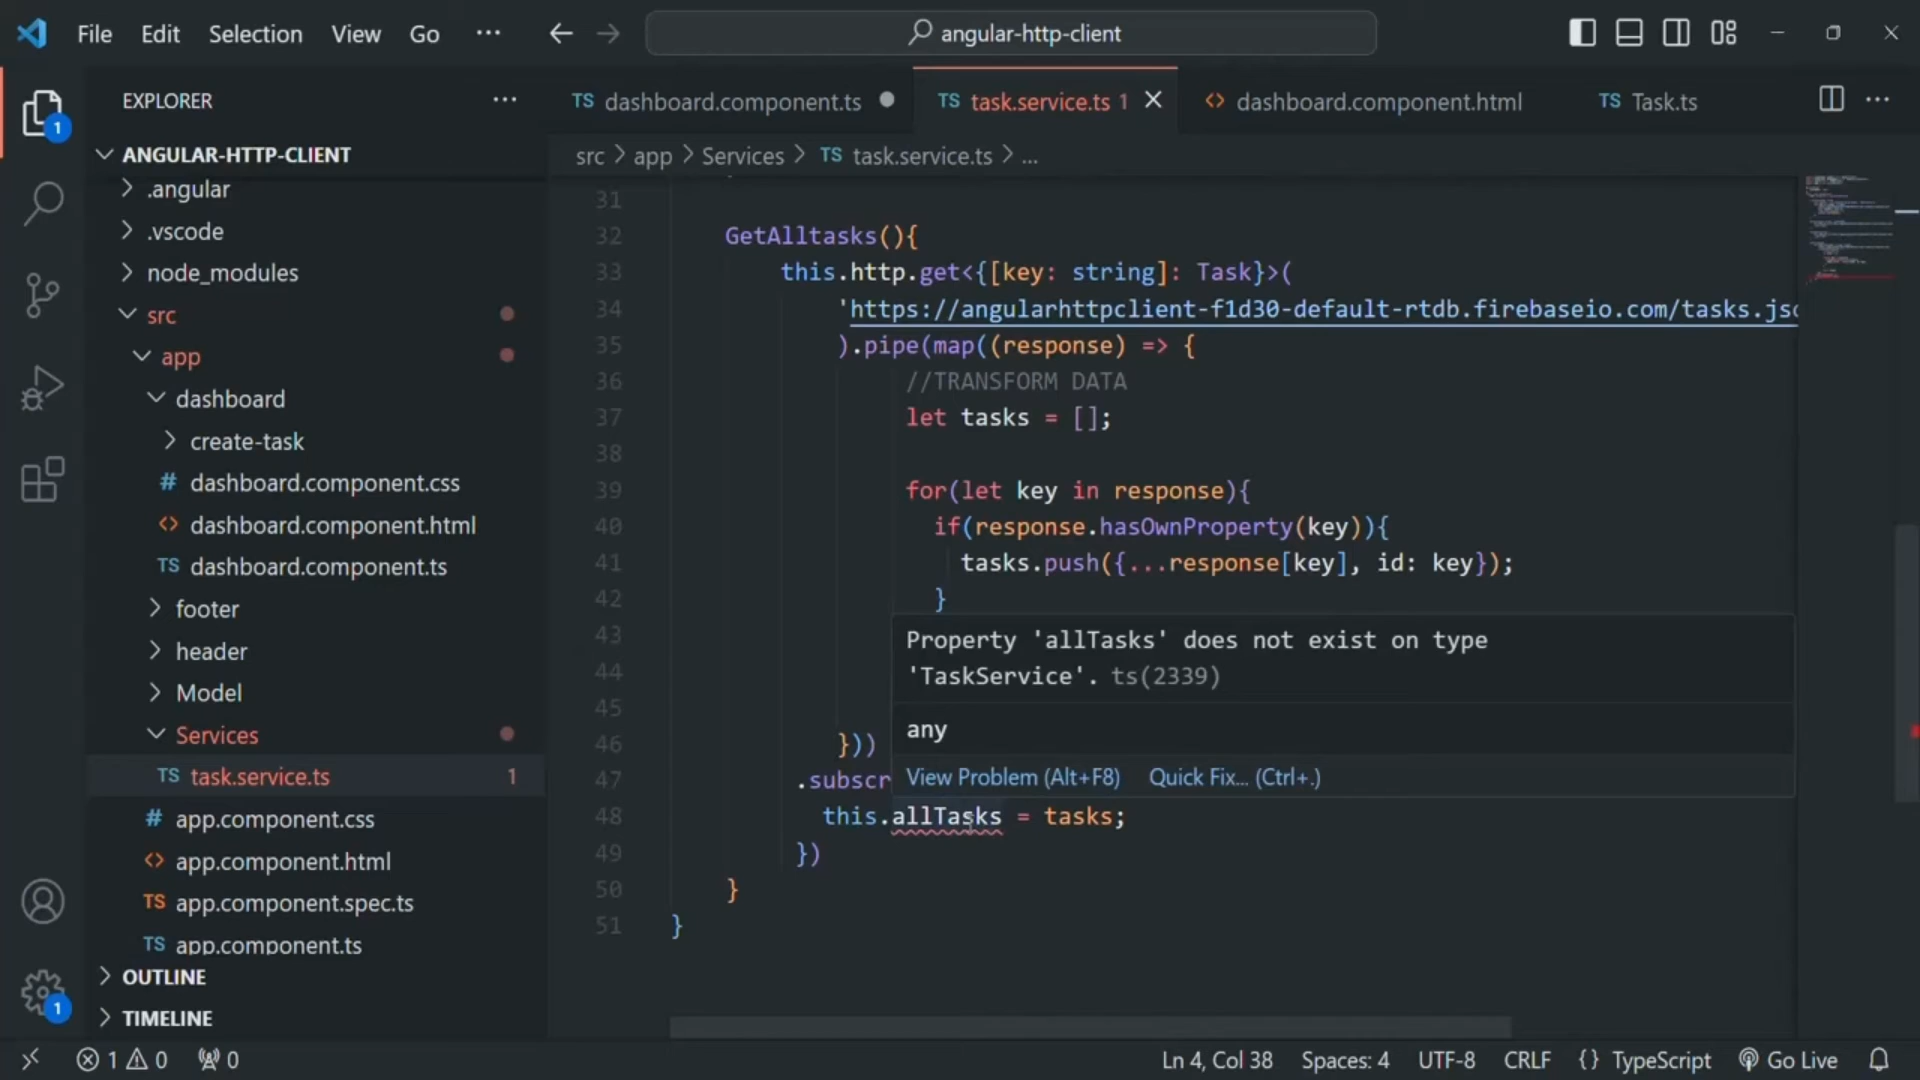 File Edit Selection View Go ··· angular-http-client
EXPLORER ···
TS dashboard.component.ts
TS task.service.ts 1
<> dashboard.component.html
TS Task.ts
···
1
ANGULAR-HTTP-CLIENT
.angular
.vscode
node_modules
src
app
dashboard
create-task
# dashboard.component.css
<> dashboard.component.html
TS dashboard.component.ts
footer
header
Model
Services
TS task.service.ts 1
# app.component.css
<> app.component.html
TS app.component.spec.ts
TS app.component.ts
OUTLINE
TIMELINE
1
src > app > Services > TS task.service.ts > ...
31
32 GetAlltasks(){
33 this.http.get<{[key: string]: Task}>(
34 'https://angularhttpclient-f1d30-default-rtdb.firebaseio.com/tasks.jso
35 ).pipe(map((response) => {
36 //TRANSFORM DATA
37 let tasks = [];
38
39 for(let key in response){
40 if(response.hasOwnProperty(key)){
41 tasks.push({...response[key], id: key});
42 }
43
44
45
46 }))
47 .subscr
48 this.allTasks = tasks;
49 })
50 }
51 }
Property 'allTasks' does not exist on type
'TaskService'. ts(2339)
any
View Problem (Alt+F8) Quick Fix... (Ctrl+.)
1 0 0 Ln 4, Col 38 Spaces: 4 UTF-8 CRLF {} TypeScript Go Live